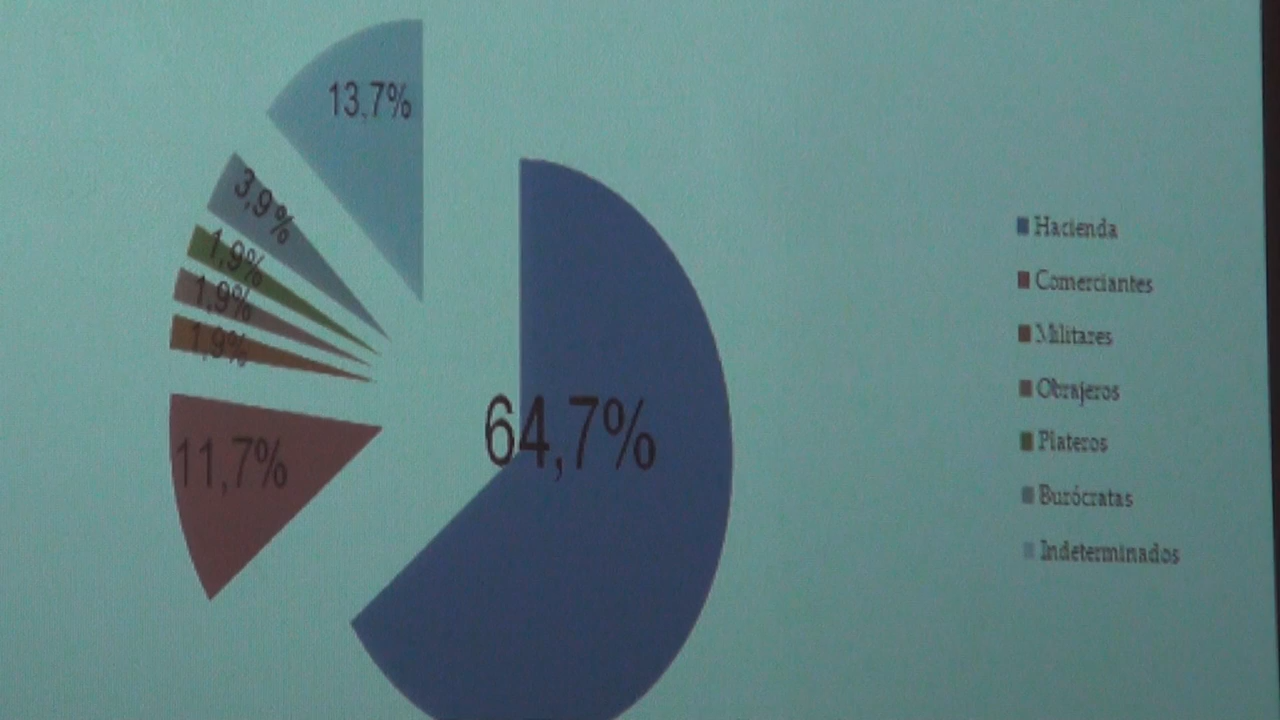 13,7%
3,9%
1,9%
1,9%
1,9%
11,7%
64,7%
Hacienda
Comerciantes
Militares
Obrajeros
Plateros
Burócratas
Indeterminados